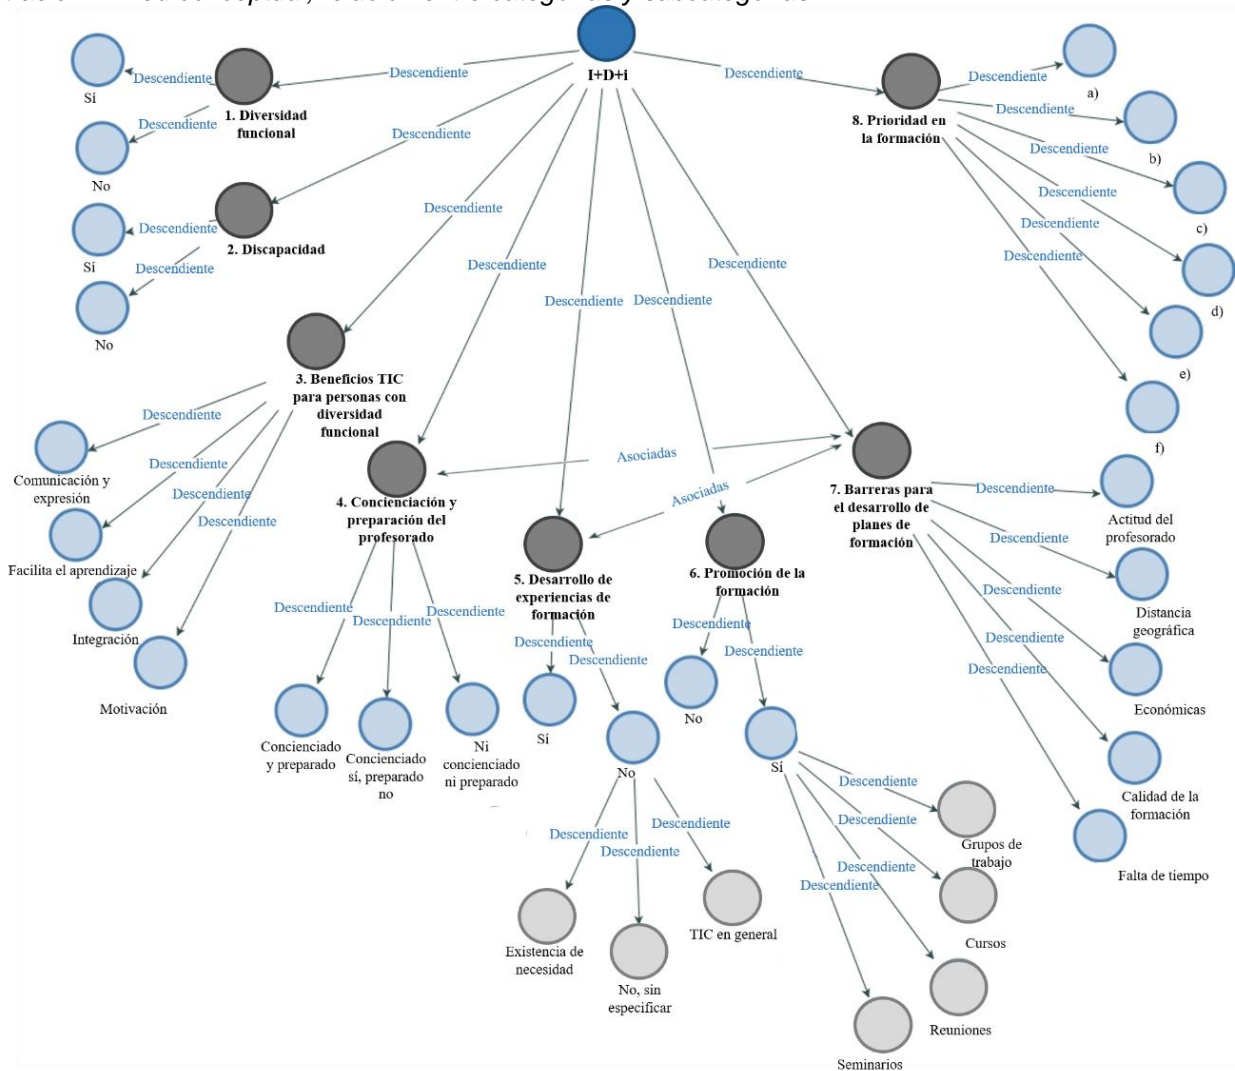 I+D+i
Descendiente
Descendiente
Descendiente
Descendiente
Descendiente
Descendiente
Descendiente
Descendiente
1. Diversidad
funcional
Descendiente
Sí
Descendiente
No
2. Discapacidad
Descendiente
Sí
Descendiente
No
3. Beneficios TIC
para personas con
diversidad
funcional
Descendiente
Comunicación y
expresión
Descendiente
Facilita el aprendizaje
Descendiente
Integración
Descendiente
Motivación
4. Concienciación y
preparación del
profesorado
Descendiente
Concienciado
y preparado
Descendiente
Concienciado
sí, preparado
no
Descendiente
Ni
concienciado
ni preparado
Asociadas
Asociadas
5. Desarrollo de
experiencias de
formación
Descendiente
Sí
Descendiente
No
Descendiente
Existencia de
necesidad
Descendiente
No, sin
especificar
Descendiente
TIC en general
6. Promoción de la
formación
Descendiente
No
Descendiente
Sí
Descendiente
Grupos de
trabajo
Descendiente
Cursos
Descendiente
Reuniones
Descendiente
Seminarios
7. Barreras para
el desarrollo de
planes de
formación
Descendiente
Actitud del
profesorado
Descendiente
Distancia
geográfica
Económicas
Descendiente
Calidad de la
formación
Descendiente
Falta de tiempo
8. Prioridad en
la formación
Descendiente
a)
Descendiente
b)
Descendiente
c)
Descendiente
d)
Descendiente
e)
Descendiente
f)